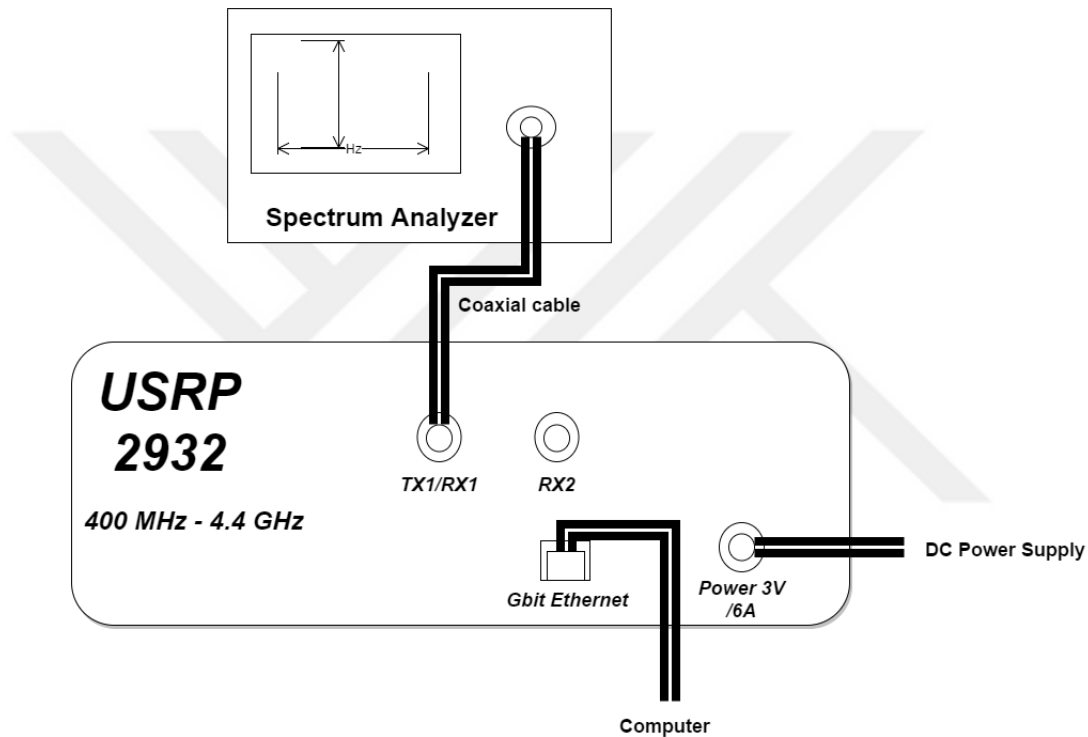 Hz
Spectrum Analyzer
Coaxial cable
USRP
2932
400 MHz - 4.4 GHz
TX1/RX1
RX2
Gbit Ethernet
Power 3V
/6A
DC Power Supply
Computer